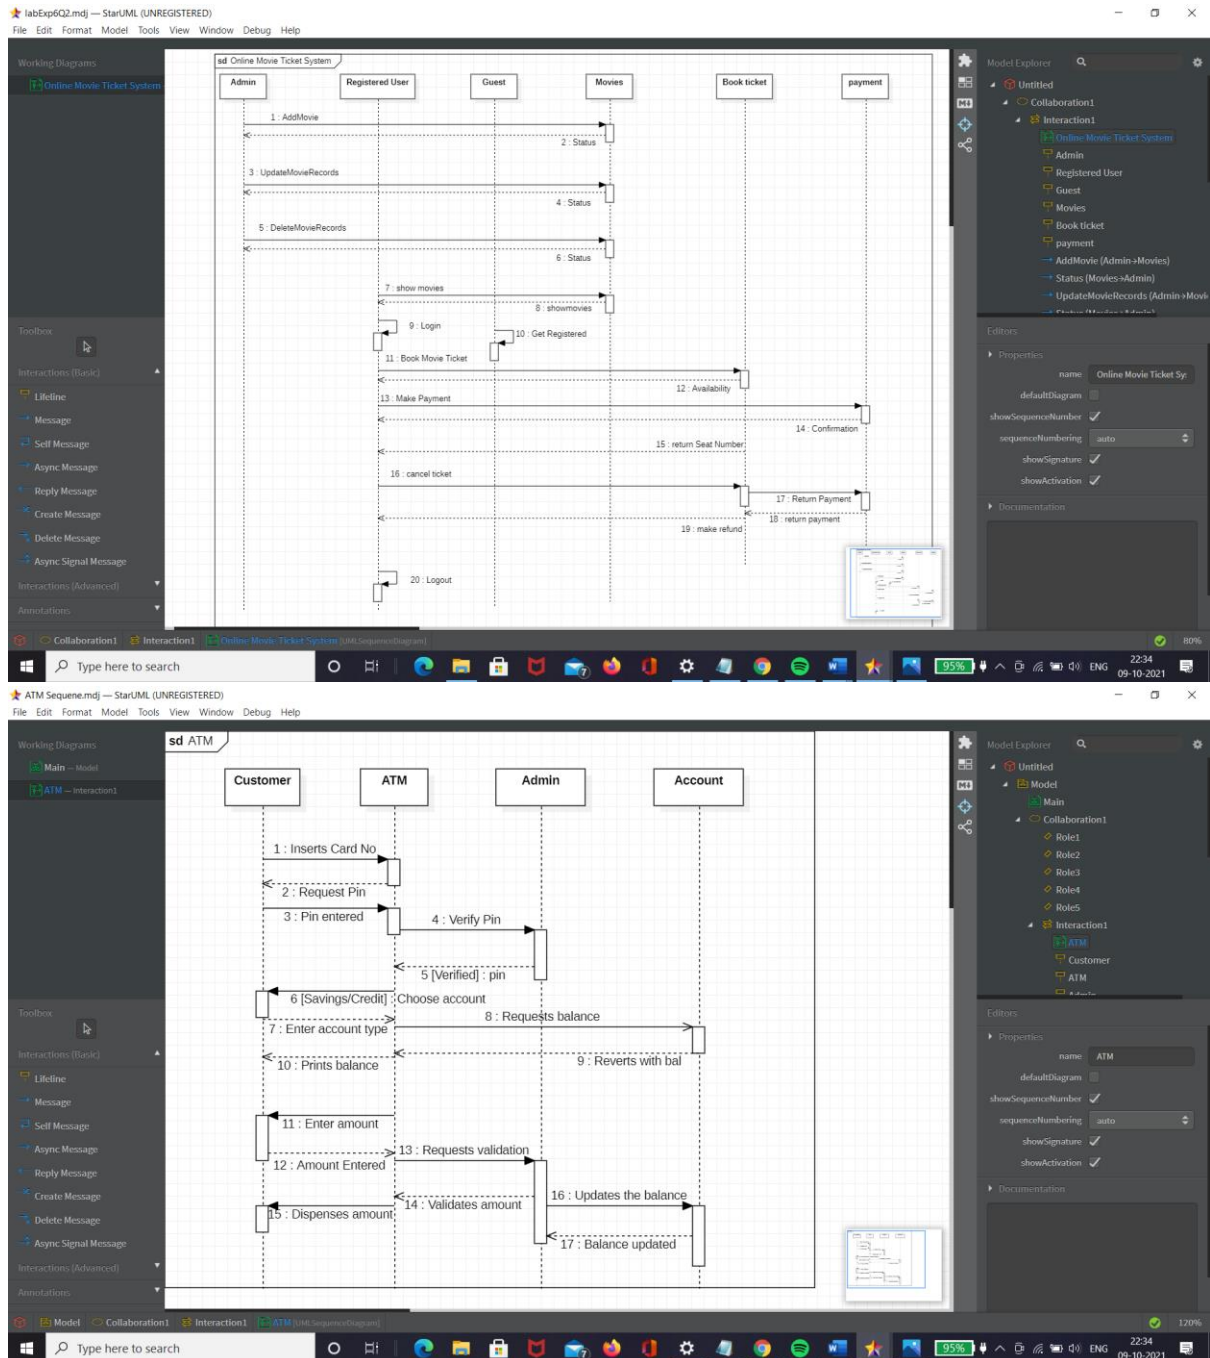 labExp6Q2.mdj — StarUML (UNREGISTERED)
File Edit Format Model Tools View Window Debug Help
Working Diagrams
Online Movie Ticket System
sd Online Movie Ticket System
Admin Registered User Guest Movies Book ticket payment
1 : AddMovie
2 : Status
3 : UpdateMovieRecords
4 : Status
5 : DeleteMovieRecords
6 : Status
7 : show movies
8 : showmovies
9 : Login
10 : Get Registered
11 : Book Movie Ticket
12 : Availability
13 : Make Payment
14 : Confirmation
15 : return Seat Number
16 : cancel ticket
17 : Return Payment
18 : return payment
19 : make refund
20 : Logout
Toolbox
Interactions (Basic)
Lifeline
Message
Self Message
Async Message
Reply Message
Create Message
Delete Message
Async Signal Message
Interactions (Advanced)
Annotations
Model Explorer
Untitled
Collaboration1
Interaction1
Online Movie Ticket System
Admin
Registered User
Guest
Movies
Book ticket
payment
AddMovie (Admin→Movies)
Status (Movies→Admin)
UpdateMovieRecords (Admin→Movi
Status (Movies→Admin)
Editors
Properties
name Online Movie Ticket Sy:
defaultDiagram
showSequenceNumber
sequenceNumbering auto
showSignature
showActivation
Documentation
Collaboration1 Interaction1 Online Movie Ticket System [UMLSequenceDiagram]
80%
Type here to search
7
95%
ENG
22:34
09-10-2021
ATM Sequene.mdj — StarUML (UNREGISTERED)
File Edit Format Model Tools View Window Debug Help
Working Diagrams
Main — Model
ATM — Interaction1
sd ATM
Customer ATM Admin Account
1 : Inserts Card No
2 : Request Pin
3 : Pin entered
4 : Verify Pin
5 [Verified] : pin
6 [Savings/Credit] : Choose account
7 : Enter account type
8 : Requests balance
9 : Reverts with bal
10 : Prints balance
11 : Enter amount
12 : Amount Entered
13 : Requests validation
14 : Validates amount
15 : Dispenses amount
16 : Updates the balance
17 : Balance updated
Toolbox
Interactions (Basic)
Lifeline
Message
Self Message
Async Message
Reply Message
Create Message
Delete Message
Async Signal Message
Interactions (Advanced)
Annotations
Model Explorer
Untitled
Model
Main
Collaboration1
Role1
Role2
Role3
Role4
Role5
Interaction1
ATM
Customer
ATM
Admin
Editors
Properties
name ATM
defaultDiagram
showSequenceNumber
sequenceNumbering auto
showSignature
showActivation
Documentation
Model Collaboration1 Interaction1 ATM [UMLSequenceDiagram]
120%
Type here to search
7
95%
ENG
22:34
09-10-2021